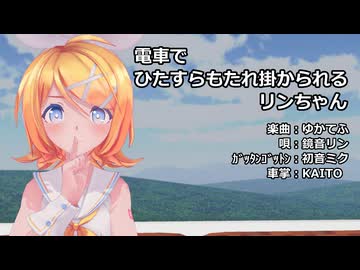 電車で
ひたすらもたれ掛かられる
リンちゃん
楽曲：ゆかてふ
唄：鏡音リン
ｶﾞｯﾀﾝｺﾞｯﾄﾝ：初音ミク
車掌：KAITO